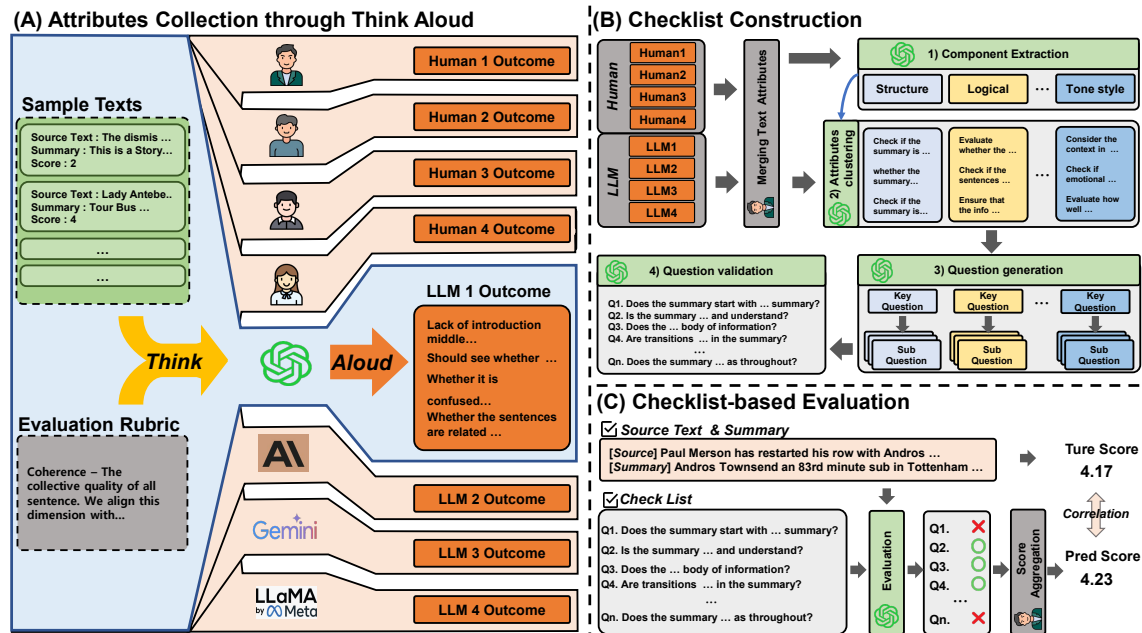 (A) Attributes Collection through Think Aloud
Sample Texts
Source Text : The dismis ...
Summary : This is a Story...
Score : 2
Source Text : Lady Antebe..
Summary : Tour Bus ...
Score : 4
...
...
Think
Evaluation Rubric
Coherence – The
collective quality of all
sentence. We align this
dimension with...
Human 1 Outcome
Human 2 Outcome
Human 3 Outcome
Human 4 Outcome
Aloud
LLM 1 Outcome
Lack of introduction
middle...
Should see whether ...
Whether it is
confused...
Whether the sentences
are related ...
AI
LLM 2 Outcome
Gemini
LLM 3 Outcome
LLaMA
by Meta
LLM 4 Outcome
(B) Checklist Construction
Human
Human1
Human2
Human3
Human4
LLM
LLM1
LLM2
LLM3
LLM4
Merging Text Attributes
1) Component Extraction
Structure
Logical
...
Tone style
2) Attributes
clustering
Check if the
summary is ...
whether the
summary...
Check if the
summary is...
Evaluate
whether the ...
Check if the
sentences ...
Ensure that
the info ...
...
Consider the
context in ...
Check if
emotional ...
Evaluate how
well ...
3) Question generation
Key
Question
Key
Question
...
Key
Question
Sub
Question
Sub
Question
Sub
Question
4) Question validation
Q1. Does the summary start with ... summary?
Q2. Is the summary ... and understand?
Q3. Does the ... body of information?
Q4. Are transitions ... in the summary?
...
Qn. Does the summary ... as throughout?
(C) Checklist-based Evaluation
Source Text & Summary
[Source] Paul Merson has restarted his row with Andros ...
[Summary] Andros Townsend an 83rd minute sub in Tottenham ...
Ture Score
4.17
Correlation
Pred Score
4.23
Check List
Q1. Does the summary start with ... summary?
Q2. Is the summary ... and understand?
Q3. Does the ... body of information?
Q4. Are transitions ... in the summary?
...
Qn. Does the summary ... as throughout?
Evaluation
Q1.
Q2.
Q3.
Q4.
...
Qn.
Score
Aggregation